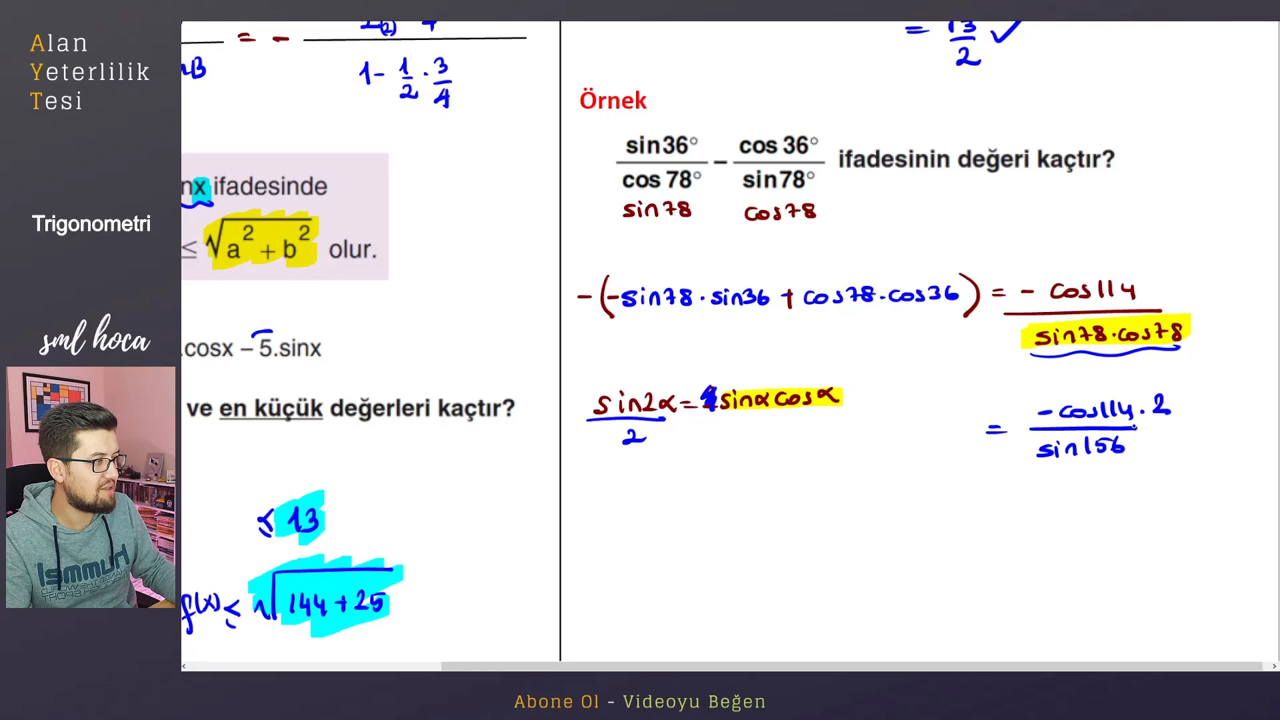 Alan
Yeterlilik
Tesi
Trigonometri
sml hoca
= -
1 - 1/2 · 3/4
nx ifadesinde
≤ √a² + b² olur.
.cosx – 5.sinx
ve en küçük değerleri kaçtır?
≤ 13
f(x) ≤ √144+25
= 13/2 ✓
Örnek
sin36°/cos 78° – cos 36°/sin78° ifadesinin değeri kaçtır?
sin78 cos78
-(-sin78 · sin36 + cos78 · cos36) = - cos114 / sin78 · cos78
sin2α/2 = sinα cosα
= -cos114 · 2 / sin156
Abone Ol - Videoyu Beğen